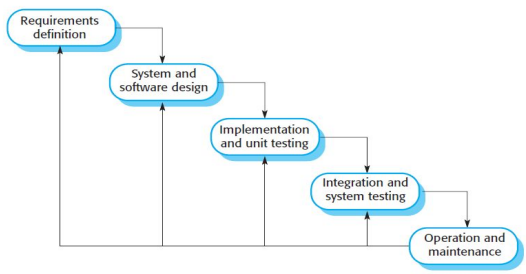 Requirements
definition
System and
software design
Implementation
and unit testing
Integration and
system testing
Operation and
maintenance